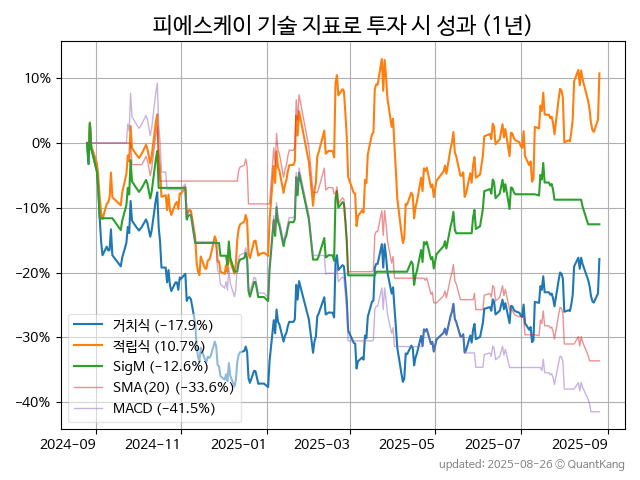 피에스케이 기술 지표로 투자 시 성과 (1년)
10%
0%
−10%
−20%
−30%
−40%
거치식 (−17.9%)
적립식 (10.7%)
SigM (−12.6%)
SMA(20) (−33.6%)
MACD (−41.5%)
2024−09
2024−11
2025−01
2025−03
2025−05
2025−07
2025−09
updated: 2025-08-26 © QuantKang